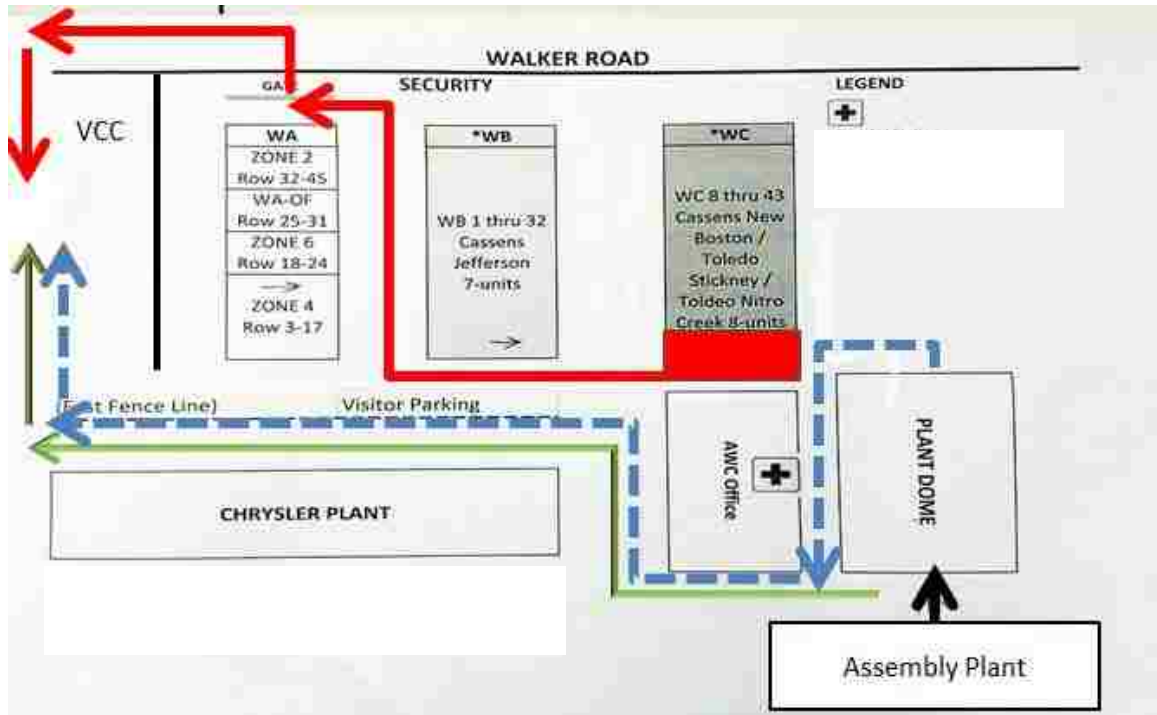 WALKER ROAD
SECURITY
LEGEND
VCC
WA
ZONE 2
Row 32-45
WA-OF
Row 25-31
ZONE 6
Row 18-24
ZONE 4
Row 3-17
*WB
WB 1 thru 32
Cassens
Jefferson
7-units
*WC
WC 8 thru 43
Cassens New
Boston /
Toledo
Stickney /
Toldeo Nitro
Creek 8-units
Fence Line)
Visitor Parking
AWC Office
PLANT DOME
CHRYSLER PLANT
Assembly Plant